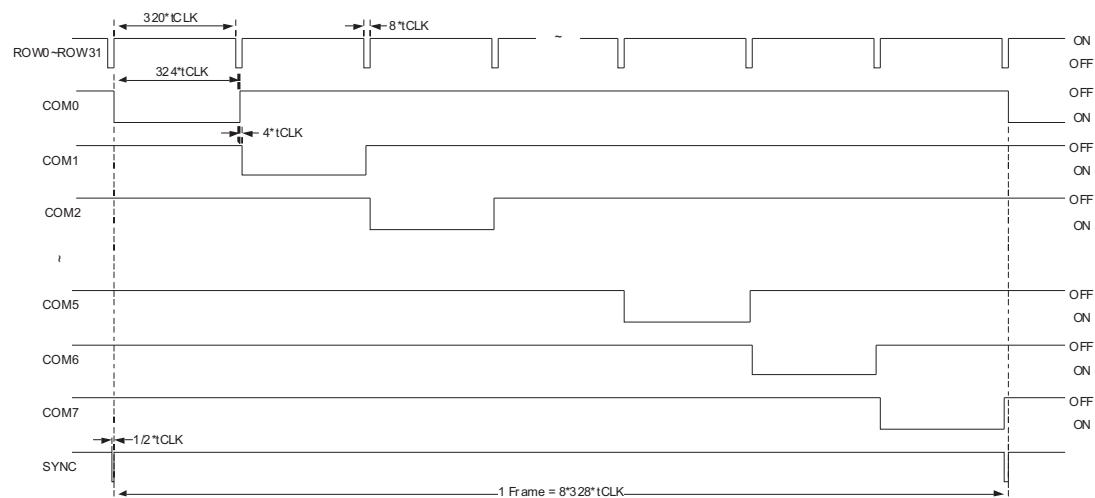 320*tCLK
8*tCLK
ROW0~ROW31
~
ON
OFF
324*tCLK
COM0
OFF
ON
4*tCLK
COM1
OFF
ON
COM2
OFF
ON
~
COM5
OFF
ON
COM6
OFF
ON
COM7
OFF
ON
1/2*tCLK
SYNC
1 Frame = 8*328*tCLK